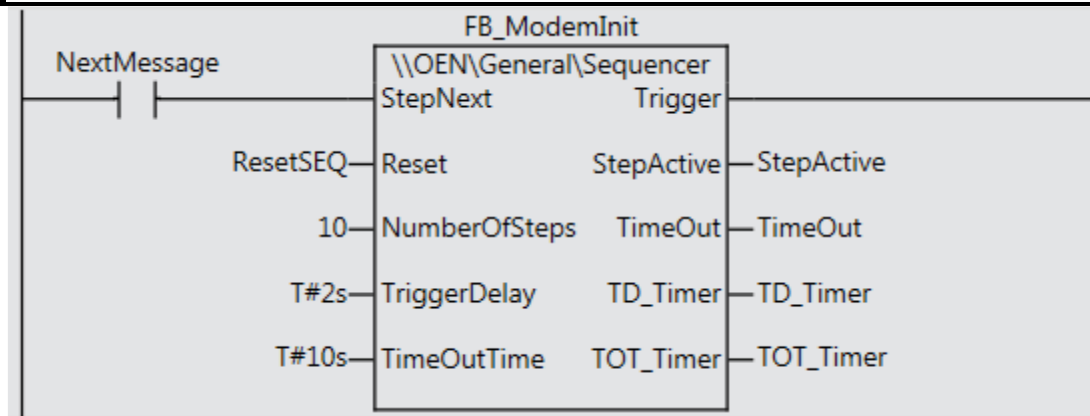 FB_ModemInit
NextMessage
\\OEN\General\Sequencer
StepNext Trigger
ResetSEQ Reset StepActive StepActive
10 NumberOfSteps TimeOut TimeOut
T#2s TriggerDelay TD_Timer TD_Timer
T#10s TimeOutTime TOT_Timer TOT_Timer